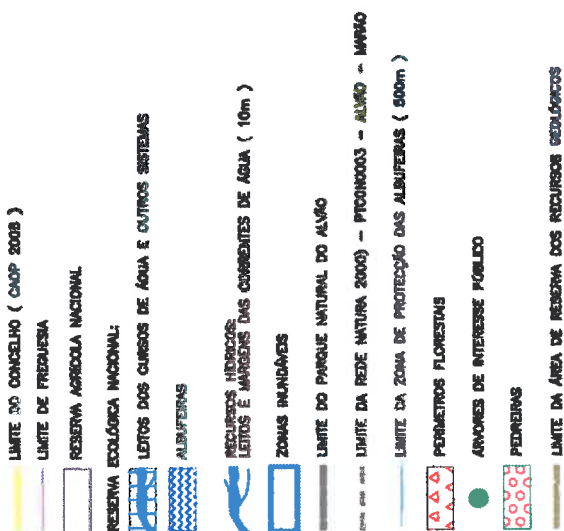 LIMITE DO CONCELHO ( CAOP 2008 )
LIMITE DE FREGUESIA
RESERVA AGRICOLA NACIONAL
RESERVA ECOLÓGICA NACIONAL:
LEITOS DOS CURSOS DE ÁGUA E OUTROS SISTEMAS
ALBUFEIRAS
RECURSOS HÍDRICOS:
LEITOS E MARGENS DAS CORRENTES DE ÁGUA ( 10m )
ZONAS INUNDÁVEIS
LIMITE DO PARQUE NATURAL DO ALVÃO
LIMITE DA REDE NATURA 2000) - PTCON0003 - ALVÃO - MARÃO
LIMITE DA ZONA DE PROTECÇÃO DAS ALBUFEIRAS ( 500m )
PERIMETROS FLORESTAIS
ÁRVORES DE INTERESSE PÚBLICO
PEDREIRAS
LIMITE DA ÁREA DE RESERVA DOS RECURSOS GEOLÓGICOS